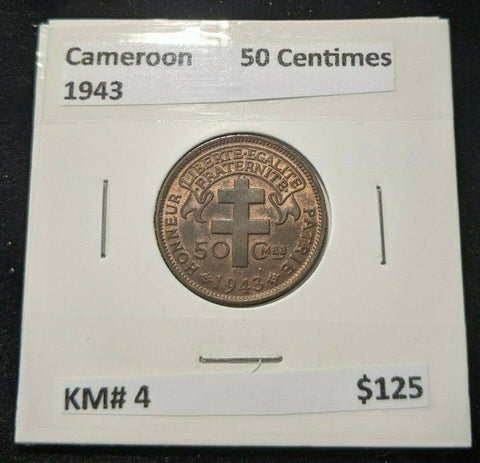 Cameroon 50 Centimes
1943
LIBERTE·EGALITE
·FRATERNITE·
HONNEUR PATRIE
50 CMES
1943
KM# 4 $125